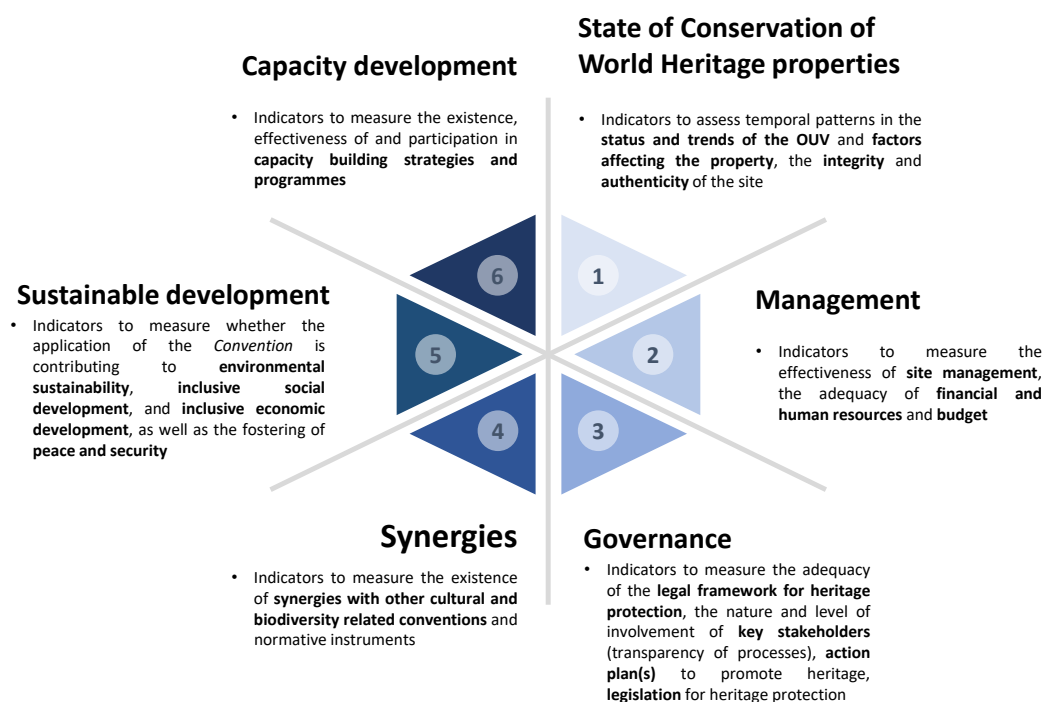 State of Conservation of
World Heritage properties
• Indicators to assess temporal patterns in the
status and trends of the OUV and factors
affecting the property, the integrity and
authenticity of the site
1
Management
• Indicators to measure the
effectiveness of site management,
the adequacy of financial and
human resources and budget
2
Governance
• Indicators to measure the adequacy
of the legal framework for heritage
protection, the nature and level of
involvement of key stakeholders
(transparency of processes), action
plan(s) to promote heritage,
legislation for heritage protection
3
Synergies
• Indicators to measure the existence
of synergies with other cultural and
biodiversity related conventions and
normative instruments
4
Sustainable development
• Indicators to measure whether the
application of the Convention is
contributing to environmental
sustainability, inclusive social
development, and inclusive economic
development, as well as the fostering of
peace and security
5
Capacity development
• Indicators to measure the existence,
effectiveness of and participation in
capacity building strategies and
programmes
6